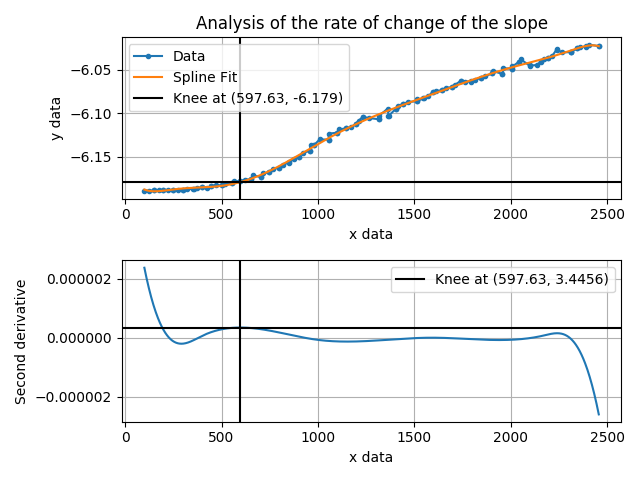 Analysis of the rate of change of the slope
Data
Spline Fit
Knee at (597.63, -6.179)
y data
−6.05
−6.10
−6.15
0 500 1000 1500 2000 2500
x data
Knee at (597.63, 3.4456)
Second derivative
0.000002
0.000000
−0.000002
0 500 1000 1500 2000 2500
x data